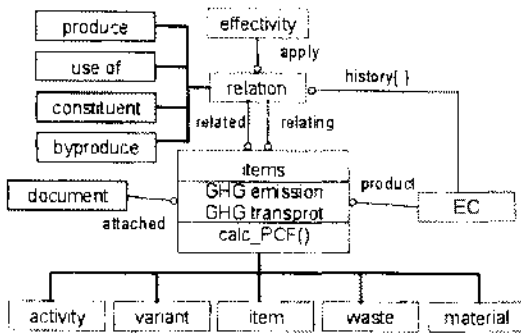 produce
effectivity
use of
apply
constituent
relation
history{ }
byproduce
related
relating
items
document
GHG emission
product
GHG transprot
EC
attached
calc_PCF()
activity
variant
item
waste
material